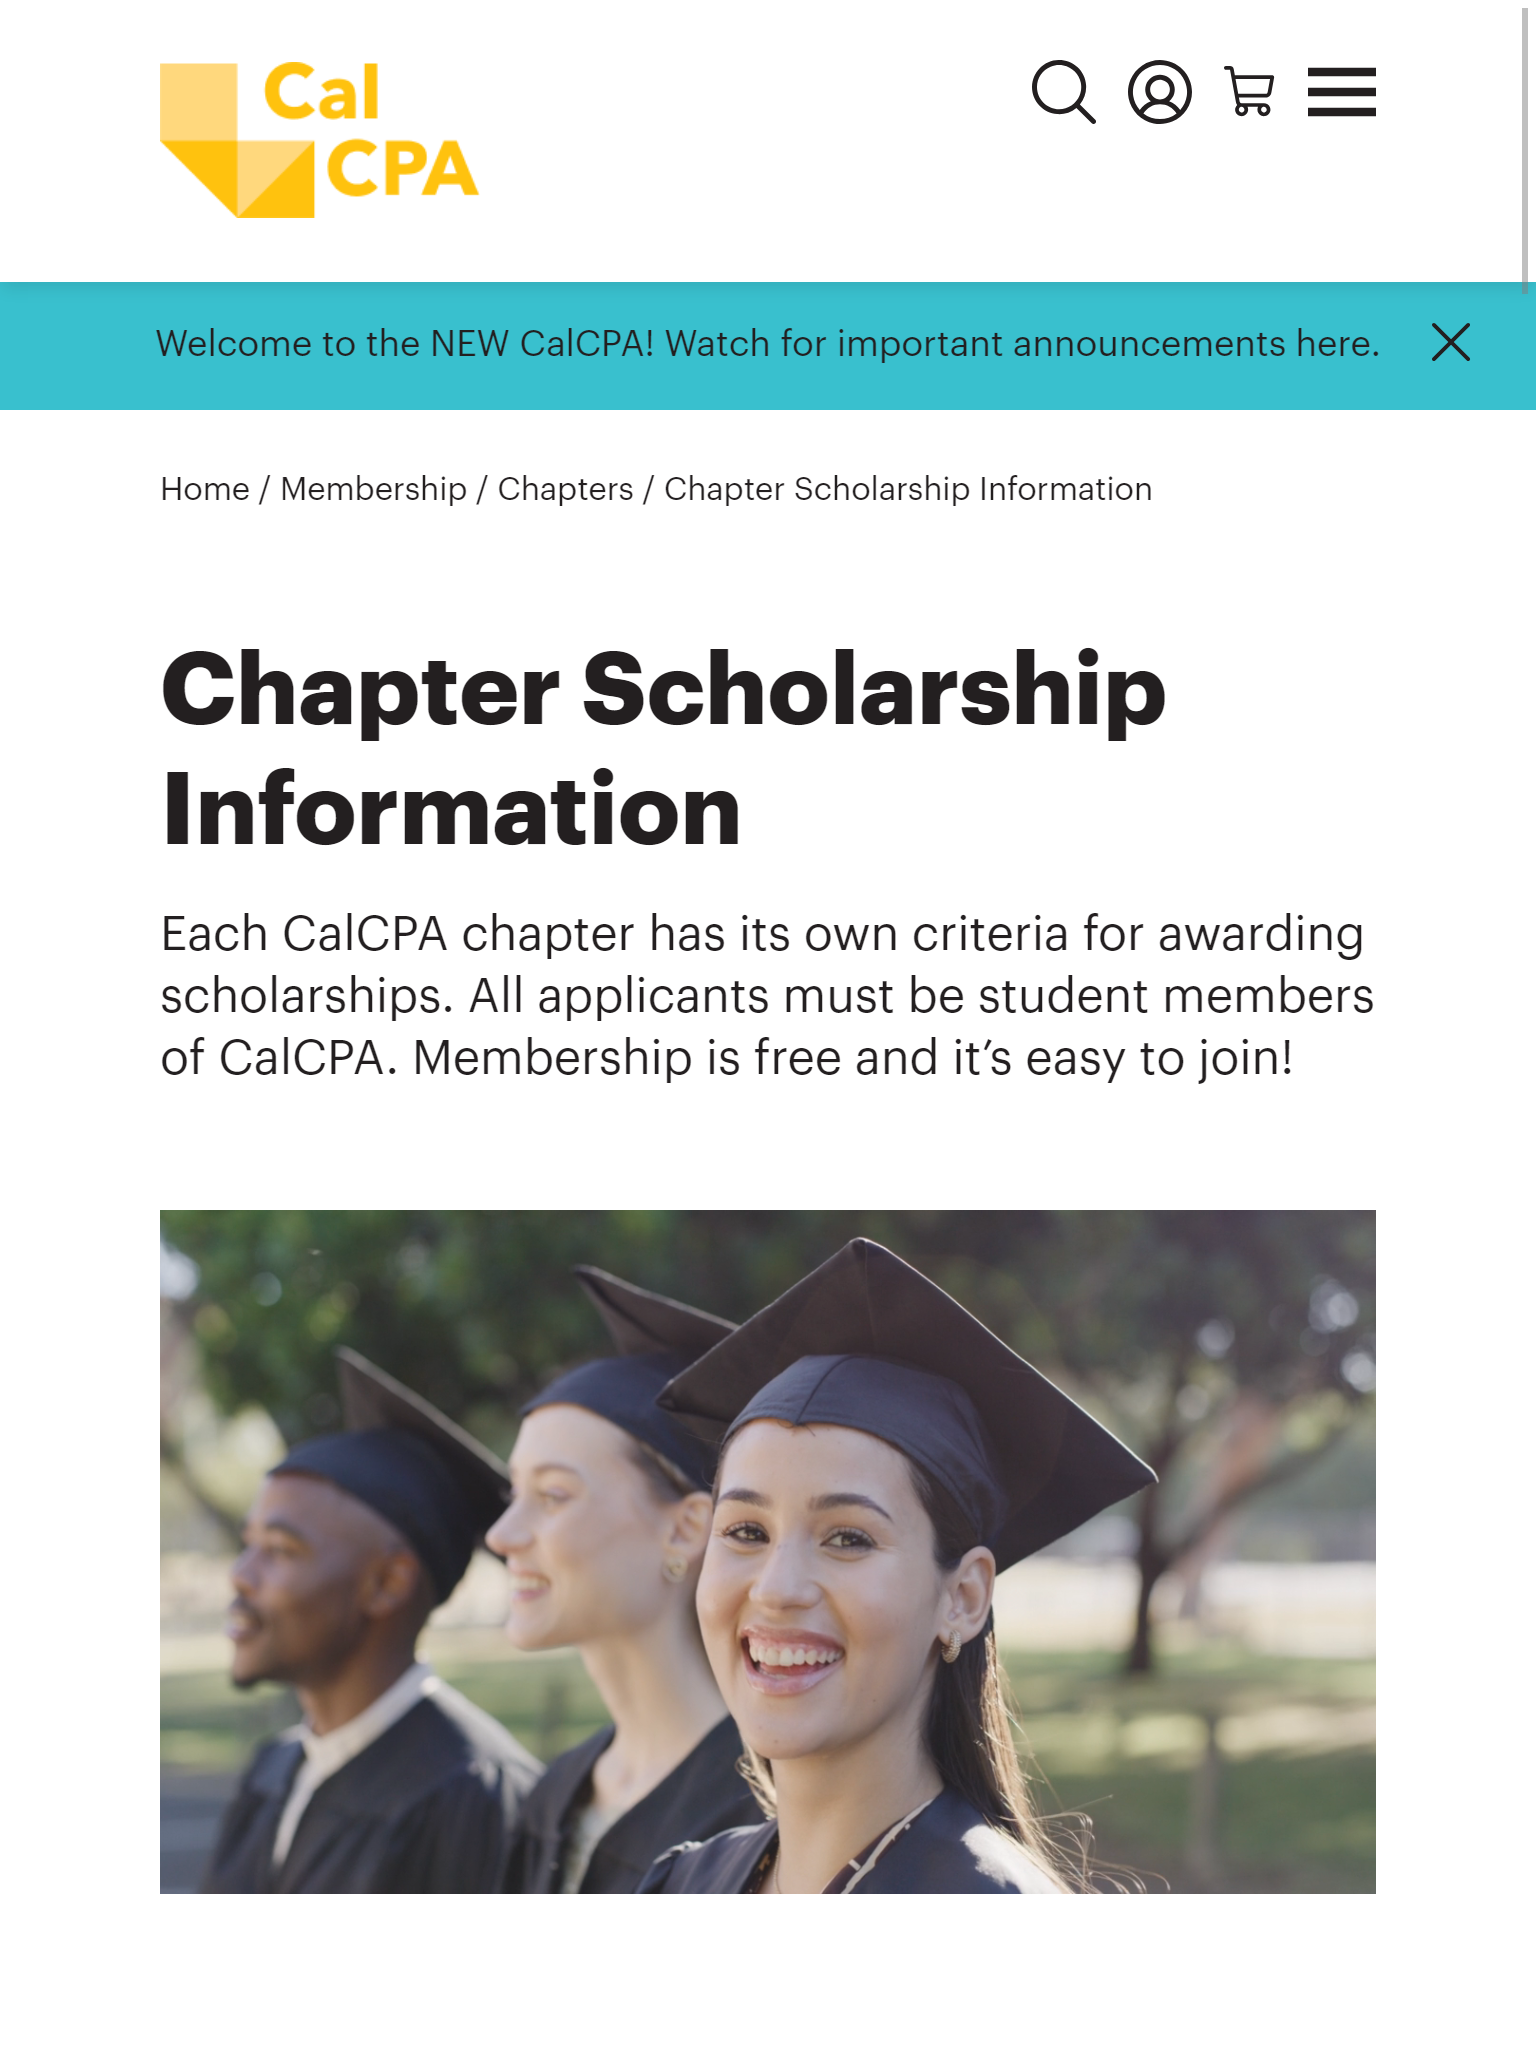 Cal
CPA
Welcome to the NEW CalCPA! Watch for important announcements here.
Home / Membership / Chapters / Chapter Scholarship Information
Chapter Scholarship
Information
Each CalCPA chapter has its own criteria for awarding
scholarships. All applicants must be student members
of CalCPA. Membership is free and it’s easy to join!